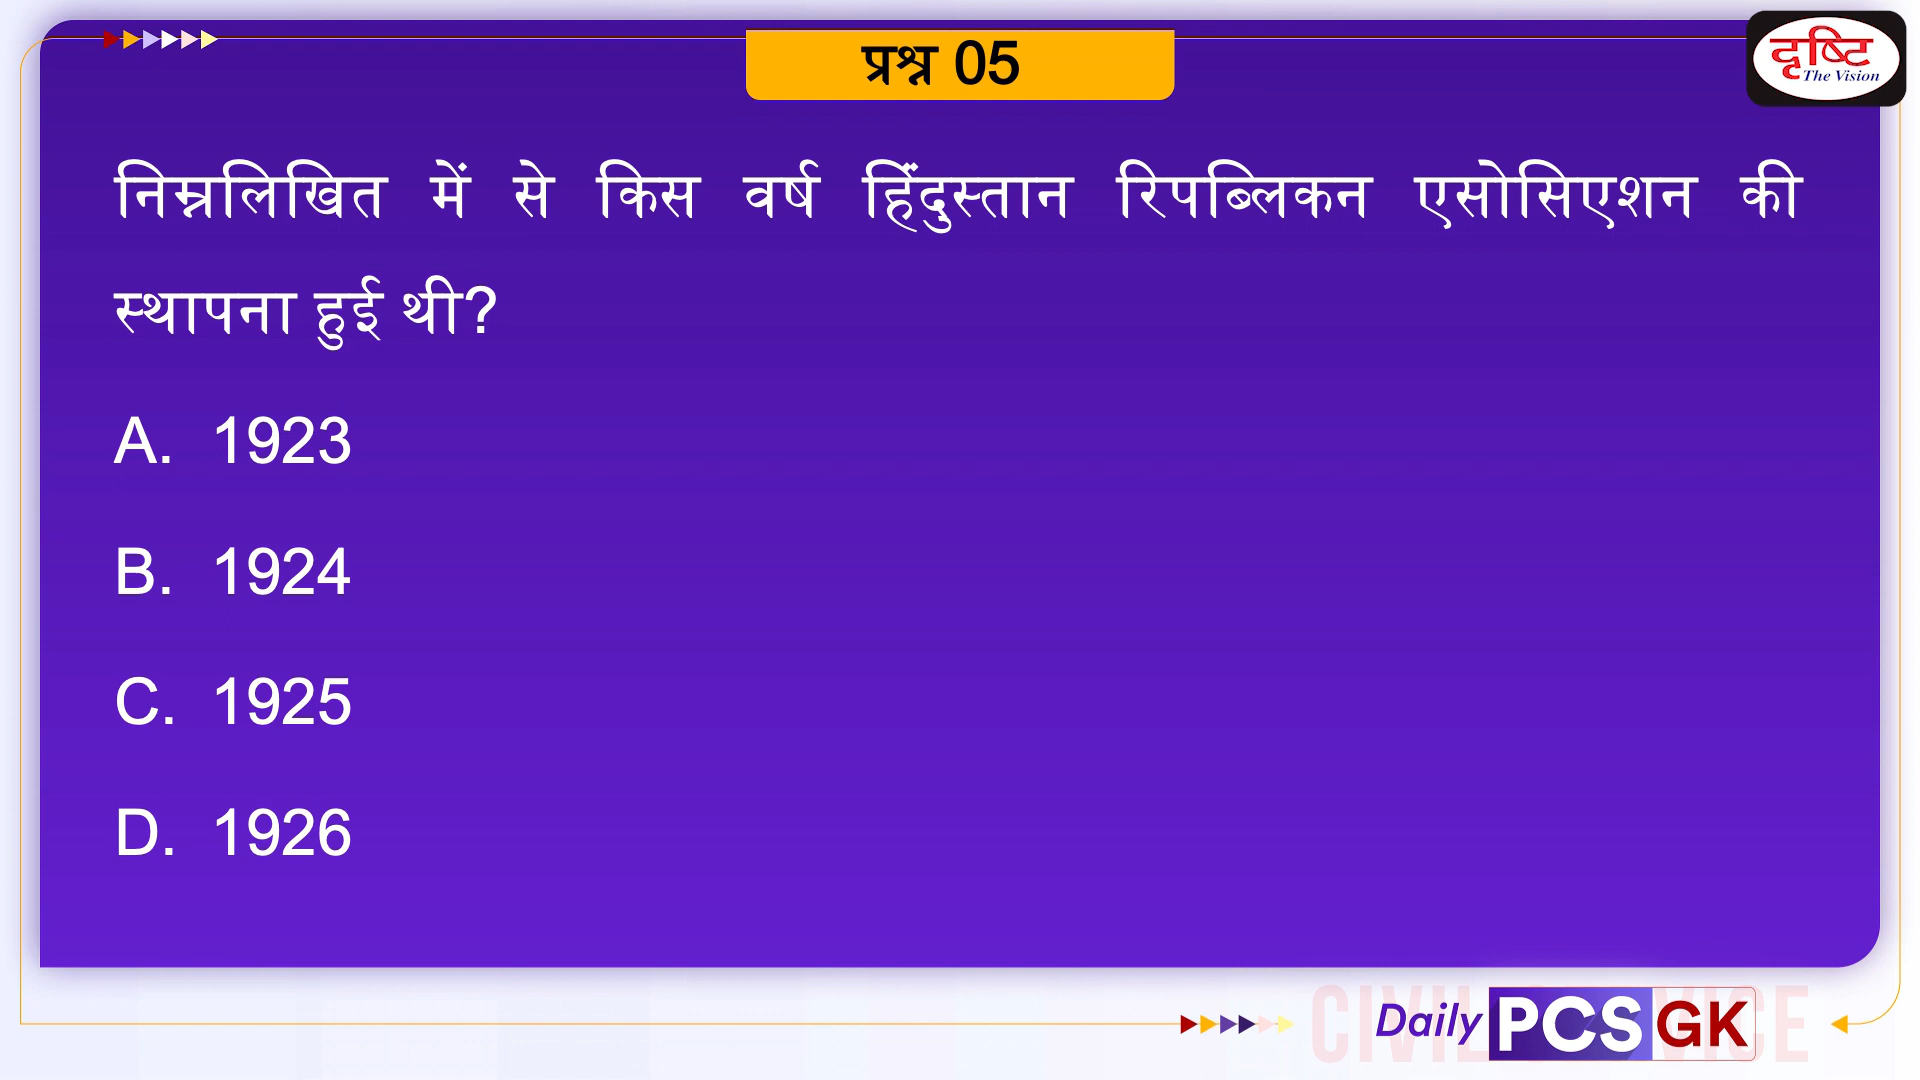 प्रश्न 05
दृष्टि
The Vision
निम्नलिखित में से किस वर्ष हिंदुस्तान रिपब्लिकन एसोसिएशन की
स्थापना हुई थी?
A. 1923
B. 1924
C. 1925
D. 1926
Daily PCS GK